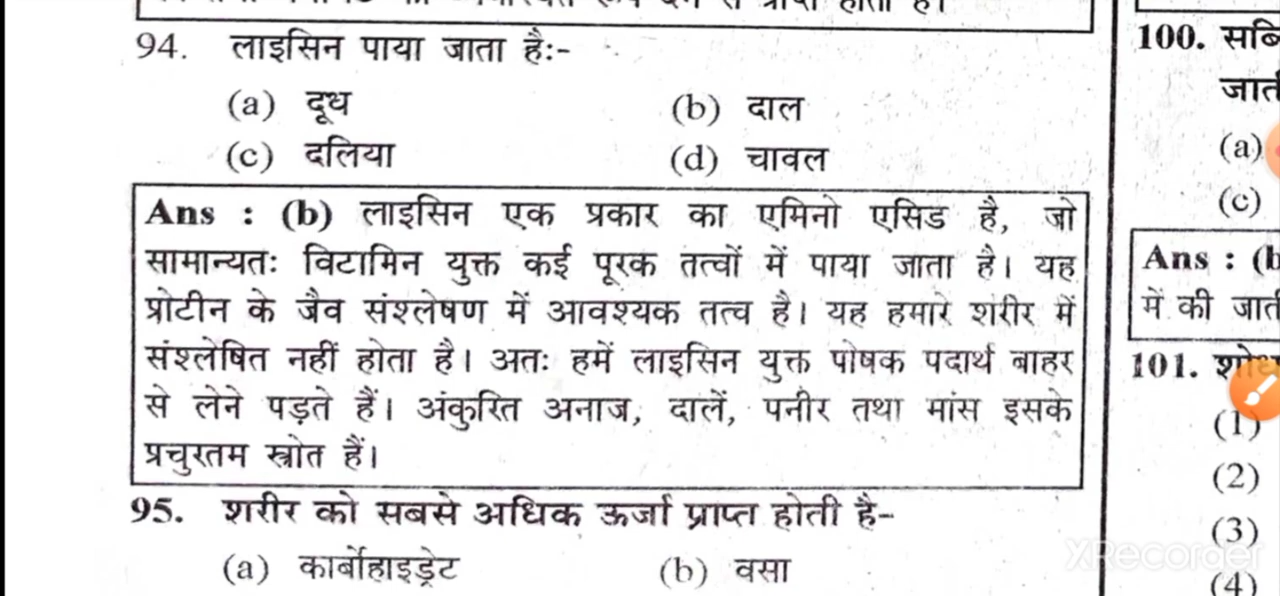 94. लाइसिन पाया जाता है:-
(a) दूध (b) दाल
(c) दलिया (d) चावल
Ans : (b) लाइसिन एक प्रकार का एमिनो एसिड है, जो
सामान्यतः विटामिन युक्त कई पूरक तत्वों में पाया जाता है। यह
प्रोटीन के जैव संश्लेषण में आवश्यक तत्व है। यह हमारे शरीर में
संश्लेषित नहीं होता है। अतः हमें लाइसिन युक्त पोषक पदार्थ बाहर
से लेने पड़ते हैं। अंकुरित अनाज, दालें, पनीर तथा मांस इसके
प्रचुरतम स्त्रोत हैं।
95. शरीर को सबसे अधिक ऊर्जा प्राप्त होती है-
(a) कार्बोहाइड्रेट (b) वसा
100.
(a)
(c)
Ans : (b
में की
101.
(1)
(2)
(3)
(4)
XRecorder